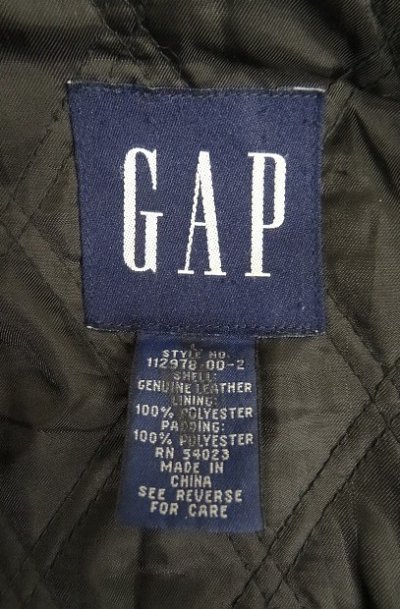 GAP
STYLE NO.
112978-00-2
SHELL:
GENUINE LEATHER
LINING:
100% POLYESTER
PADDING:
100% POLYESTER
RN 54023
MADE IN
CHINA
SEE REVERSE
FOR CARE